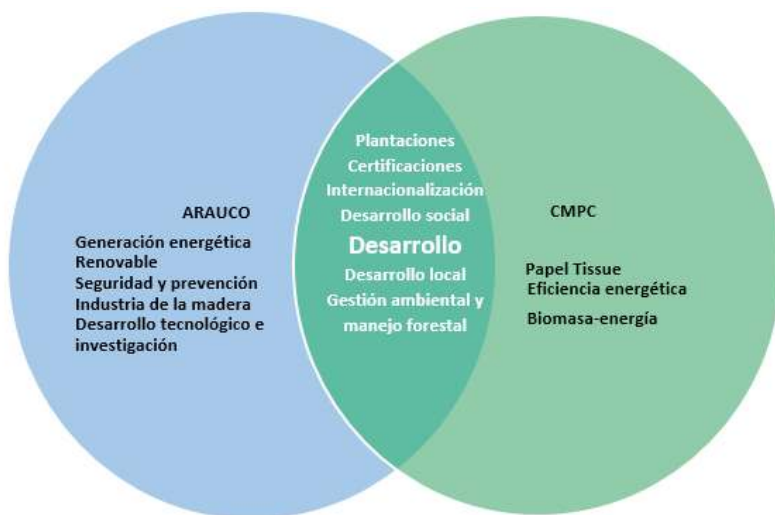 ARAUCO
Generación energética
Renovable
Seguridad y prevención
Industria de la madera
Desarrollo tecnológico e
investigación
Plantaciones
Certificaciones
Internacionalización
Desarrollo social
Desarrollo
Desarrollo local
Gestión ambiental y
manejo forestal
CMPC
Papel Tissue
Eficiencia energética
Biomasa-energía